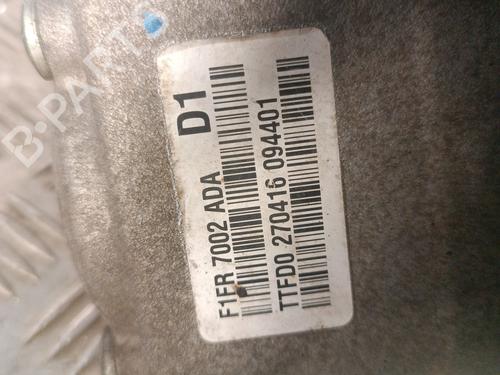 D1
F1FR 7002 ADA
TTFD0 270416 094401
B-PARTS